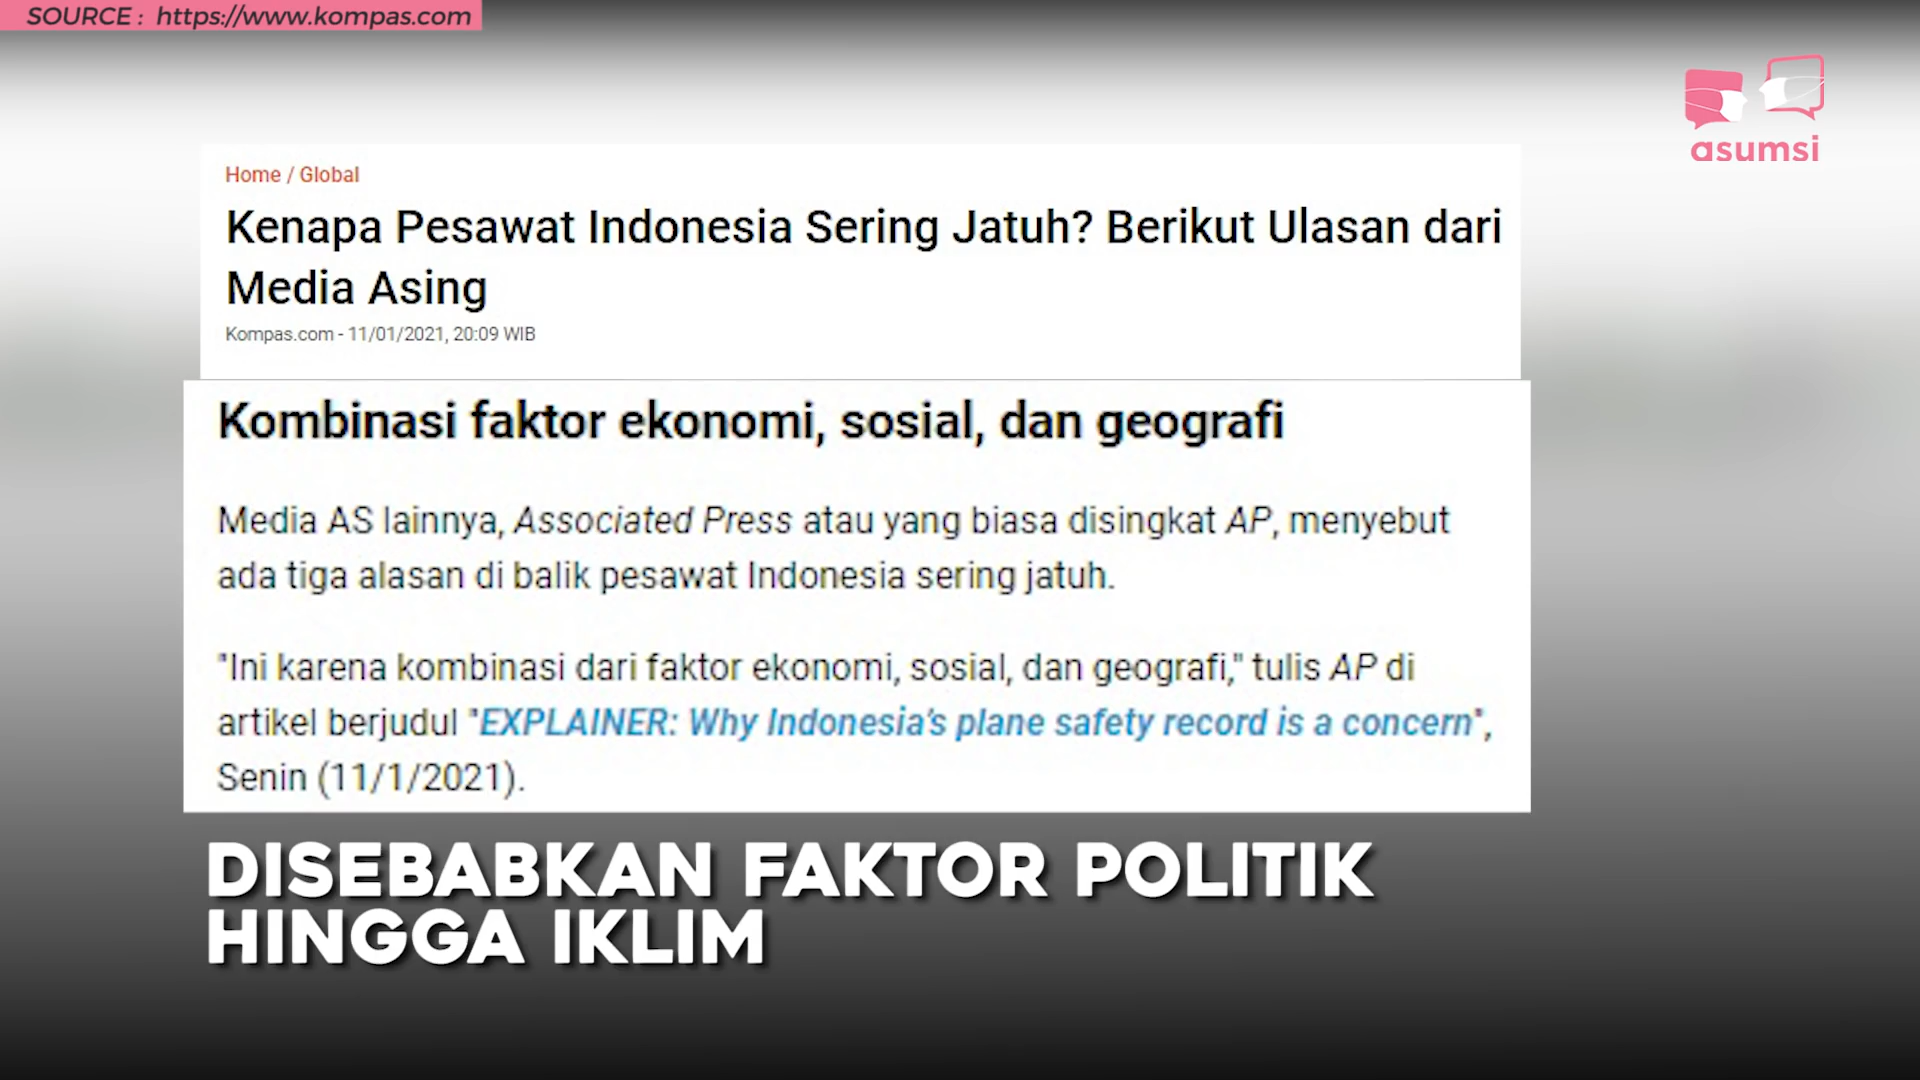 SOURCE : https://www.kompas.com
asumsi
Home / Global
Kenapa Pesawat Indonesia Sering Jatuh? Berikut Ulasan dari
Media Asing
Kompas.com - 11/01/2021, 20:09 WIB
Kombinasi faktor ekonomi, sosial, dan geografi
Media AS lainnya, Associated Press atau yang biasa disingkat AP, menyebut
ada tiga alasan di balik pesawat Indonesia sering jatuh.
"Ini karena kombinasi dari faktor ekonomi, sosial, dan geografi," tulis AP di
artikel berjudul "EXPLAINER: Why Indonesia's plane safety record is a concern",
Senin (11/1/2021).
DISEBABKAN FAKTOR POLITIK
HINGGA IKLIM